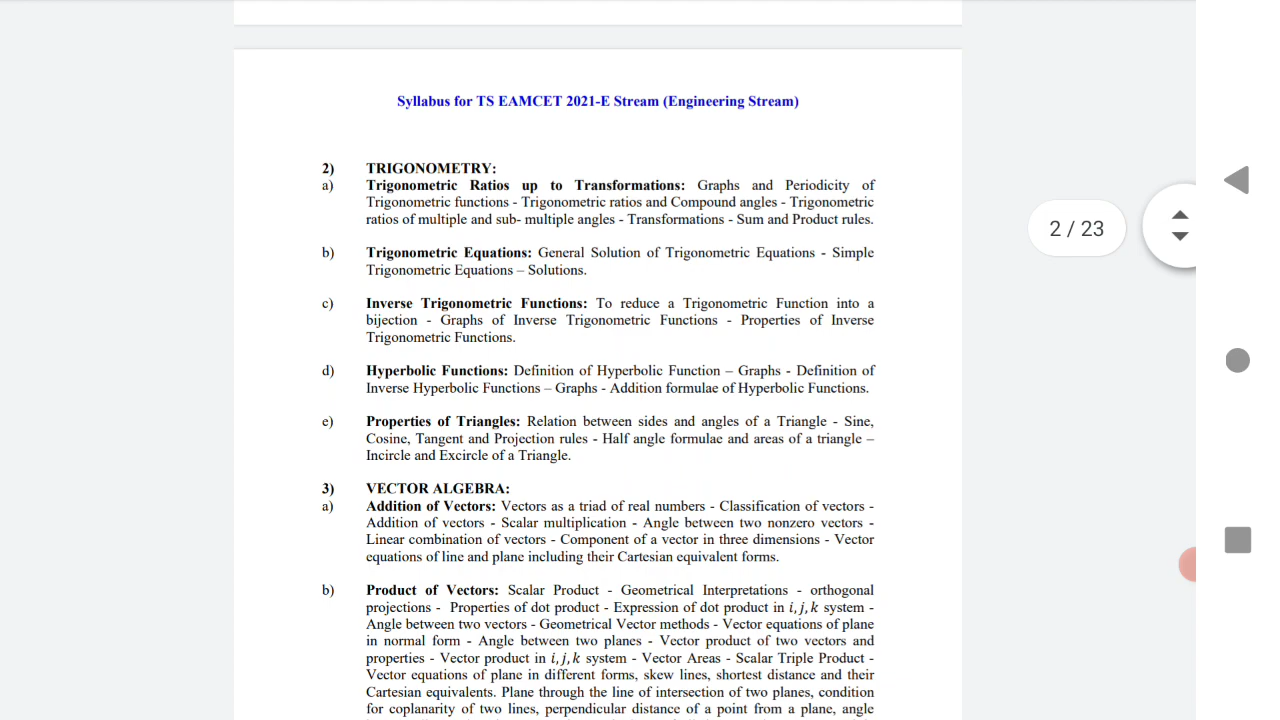 Syllabus for TS EAMCET 2021-E Stream (Engineering Stream)
2) TRIGONOMETRY:
a) Trigonometric Ratios up to Transformations: Graphs and Periodicity of
Trigonometric functions - Trigonometric ratios and Compound angles - Trigonometric
ratios of multiple and sub- multiple angles - Transformations - Sum and Product rules.
2 / 23
b) Trigonometric Equations: General Solution of Trigonometric Equations - Simple
Trigonometric Equations – Solutions.
c) Inverse Trigonometric Functions: To reduce a Trigonometric Function into a
bijection - Graphs of Inverse Trigonometric Functions - Properties of Inverse
Trigonometric Functions.
d) Hyperbolic Functions: Definition of Hyperbolic Function – Graphs - Definition of
Inverse Hyperbolic Functions – Graphs - Addition formulae of Hyperbolic Functions.
e) Properties of Triangles: Relation between sides and angles of a Triangle - Sine,
Cosine, Tangent and Projection rules - Half angle formulae and areas of a triangle –
Incircle and Excircle of a Triangle.
3) VECTOR ALGEBRA:
a) Addition of Vectors: Vectors as a triad of real numbers - Classification of vectors -
Addition of vectors - Scalar multiplication - Angle between two nonzero vectors -
Linear combination of vectors - Component of a vector in three dimensions - Vector
equations of line and plane including their Cartesian equivalent forms.
b) Product of Vectors: Scalar Product - Geometrical Interpretations - orthogonal
projections - Properties of dot product - Expression of dot product in i, j, k system -
Angle between two vectors - Geometrical Vector methods - Vector equations of plane
in normal form - Angle between two planes - Vector product of two vectors and
properties - Vector product in i, j, k system - Vector Areas - Scalar Triple Product -
Vector equations of plane in different forms, skew lines, shortest distance and their
Cartesian equivalents. Plane through the line of intersection of two planes, condition
for coplanarity of two lines, perpendicular distance of a point from a plane, angle